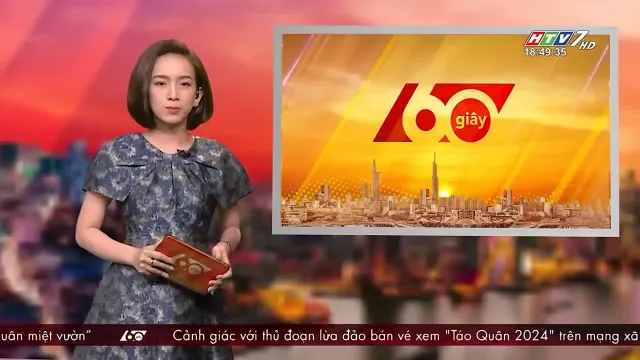 HTV7 HD
18:49:35
60 giây
60
uân miệt vườn” 60 Cảnh giác với thủ đoạn lừa đảo bán vé xem "Táo Quân 2024" trên mạng xã